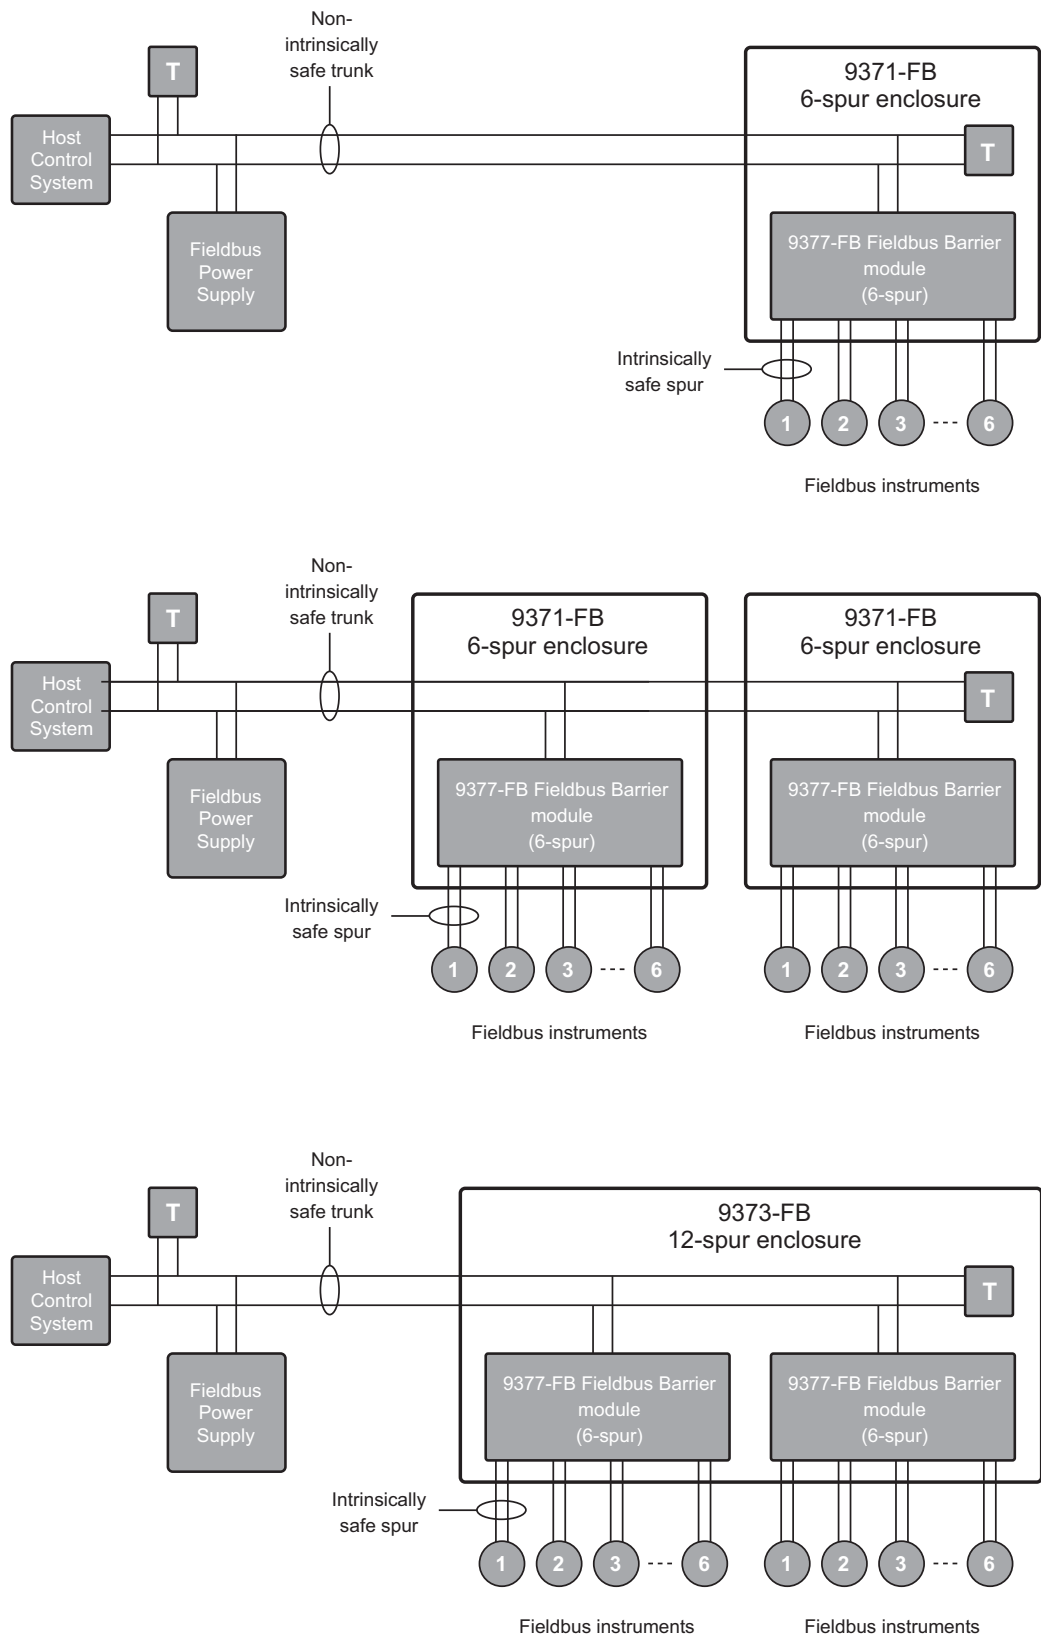 Non-
intrinsically
safe trunk
T
Host
Control
System
Fieldbus
Power
Supply
9371-FB
6-spur enclosure
T
9377-FB Fieldbus Barrier
module
(6-spur)
Intrinsically
safe spur
1 2 3 --- 6
Fieldbus instruments
Non-
intrinsically
safe trunk
T
Host
Control
System
Fieldbus
Power
Supply
9371-FB
6-spur enclosure
9377-FB Fieldbus Barrier
module
(6-spur)
Intrinsically
safe spur
1 2 3 --- 6
Fieldbus instruments
9371-FB
6-spur enclosure
T
9377-FB Fieldbus Barrier
module
(6-spur)
1 2 3 --- 6
Fieldbus instruments
Non-
intrinsically
safe trunk
T
Host
Control
System
Fieldbus
Power
Supply
9373-FB
12-spur enclosure
T
9377-FB Fieldbus Barrier
module
(6-spur)
Intrinsically
safe spur
1 2 3 --- 6
Fieldbus instruments
9377-FB Fieldbus Barrier
module
(6-spur)
1 2 3 --- 6
Fieldbus instruments